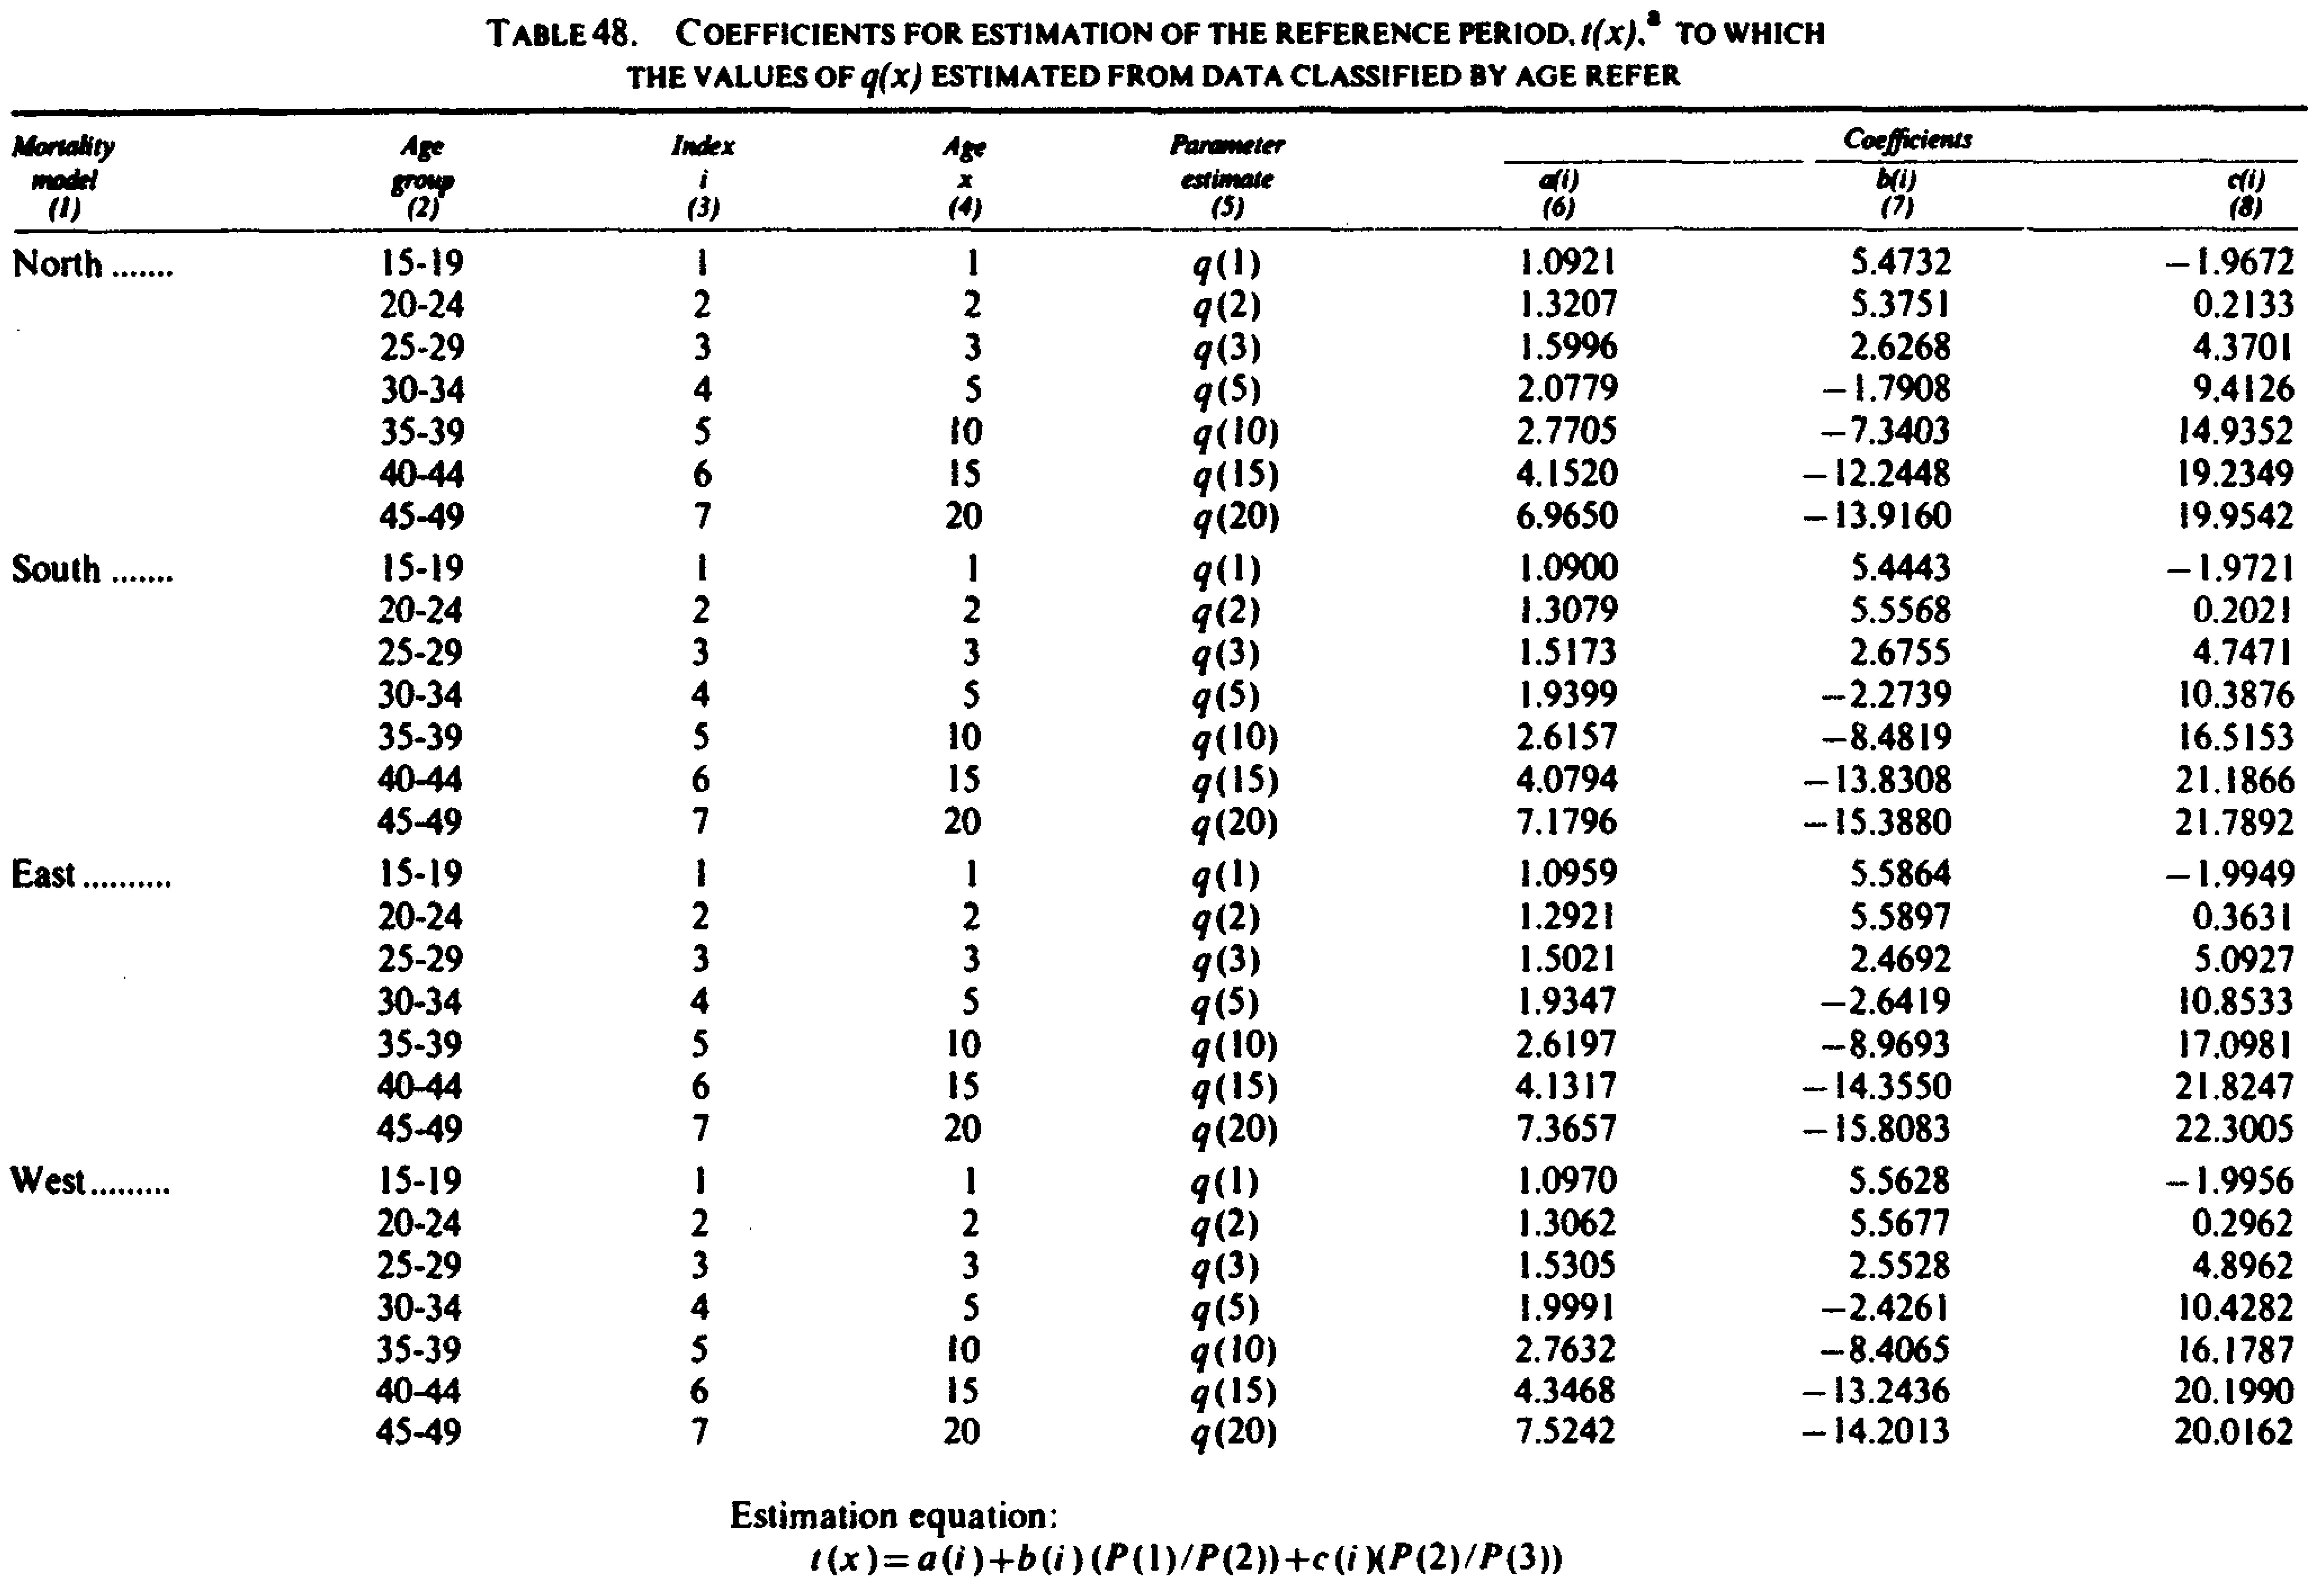 TABLE 48. COEFFICIENTS FOR ESTIMATION OF THE REFERENCE PERIOD, t(x),ᵃ TO WHICH
THE VALUES OF q(x) ESTIMATED FROM DATA CLASSIFIED BY AGE REFER
Mortality Age Index Age Parameter Coefficients
model group i x estimate a(i) b(i) c(i)
(1) (2) (3) (4) (5) (6) (7) (8)
North ....... 15-19 1 1 q(1) 1.0921 5.4732 −1.9672
20-24 2 2 q(2) 1.3207 5.3751 0.2133
25-29 3 3 q(3) 1.5996 2.6268 4.3701
30-34 4 5 q(5) 2.0779 −1.7908 9.4126
35-39 5 10 q(10) 2.7705 −7.3403 14.9352
40-44 6 15 q(15) 4.1520 −12.2448 19.2349
45-49 7 20 q(20) 6.9650 −13.9160 19.9542
South ....... 15-19 1 1 q(1) 1.0900 5.4443 −1.9721
20-24 2 2 q(2) 1.3079 5.5568 0.2021
25-29 3 3 q(3) 1.5173 2.6755 4.7471
30-34 4 5 q(5) 1.9399 −2.2739 10.3876
35-39 5 10 q(10) 2.6157 −8.4819 16.5153
40-44 6 15 q(15) 4.0794 −13.8308 21.1866
45-49 7 20 q(20) 7.1796 −15.3880 21.7892
East .......... 15-19 1 1 q(1) 1.0959 5.5864 −1.9949
20-24 2 2 q(2) 1.2921 5.5897 0.3631
25-29 3 3 q(3) 1.5021 2.4692 5.0927
30-34 4 5 q(5) 1.9347 −2.6419 10.8533
35-39 5 10 q(10) 2.6197 −8.9693 17.0981
40-44 6 15 q(15) 4.1317 −14.3550 21.8247
45-49 7 20 q(20) 7.3657 −15.8083 22.3005
West ......... 15-19 1 1 q(1) 1.0970 5.5628 −1.9956
20-24 2 2 q(2) 1.3062 5.5677 0.2962
25-29 3 3 q(3) 1.5305 2.5528 4.8962
30-34 4 5 q(5) 1.9991 −2.4261 10.4282
35-39 5 10 q(10) 2.7632 −8.4065 16.1787
40-44 6 15 q(15) 4.3468 −13.2436 20.1990
45-49 7 20 q(20) 7.5242 −14.2013 20.0162
Estimation equation:
t(x)=a(i)+b(i)(P(1)/P(2))+c(i)(P(2)/P(3))